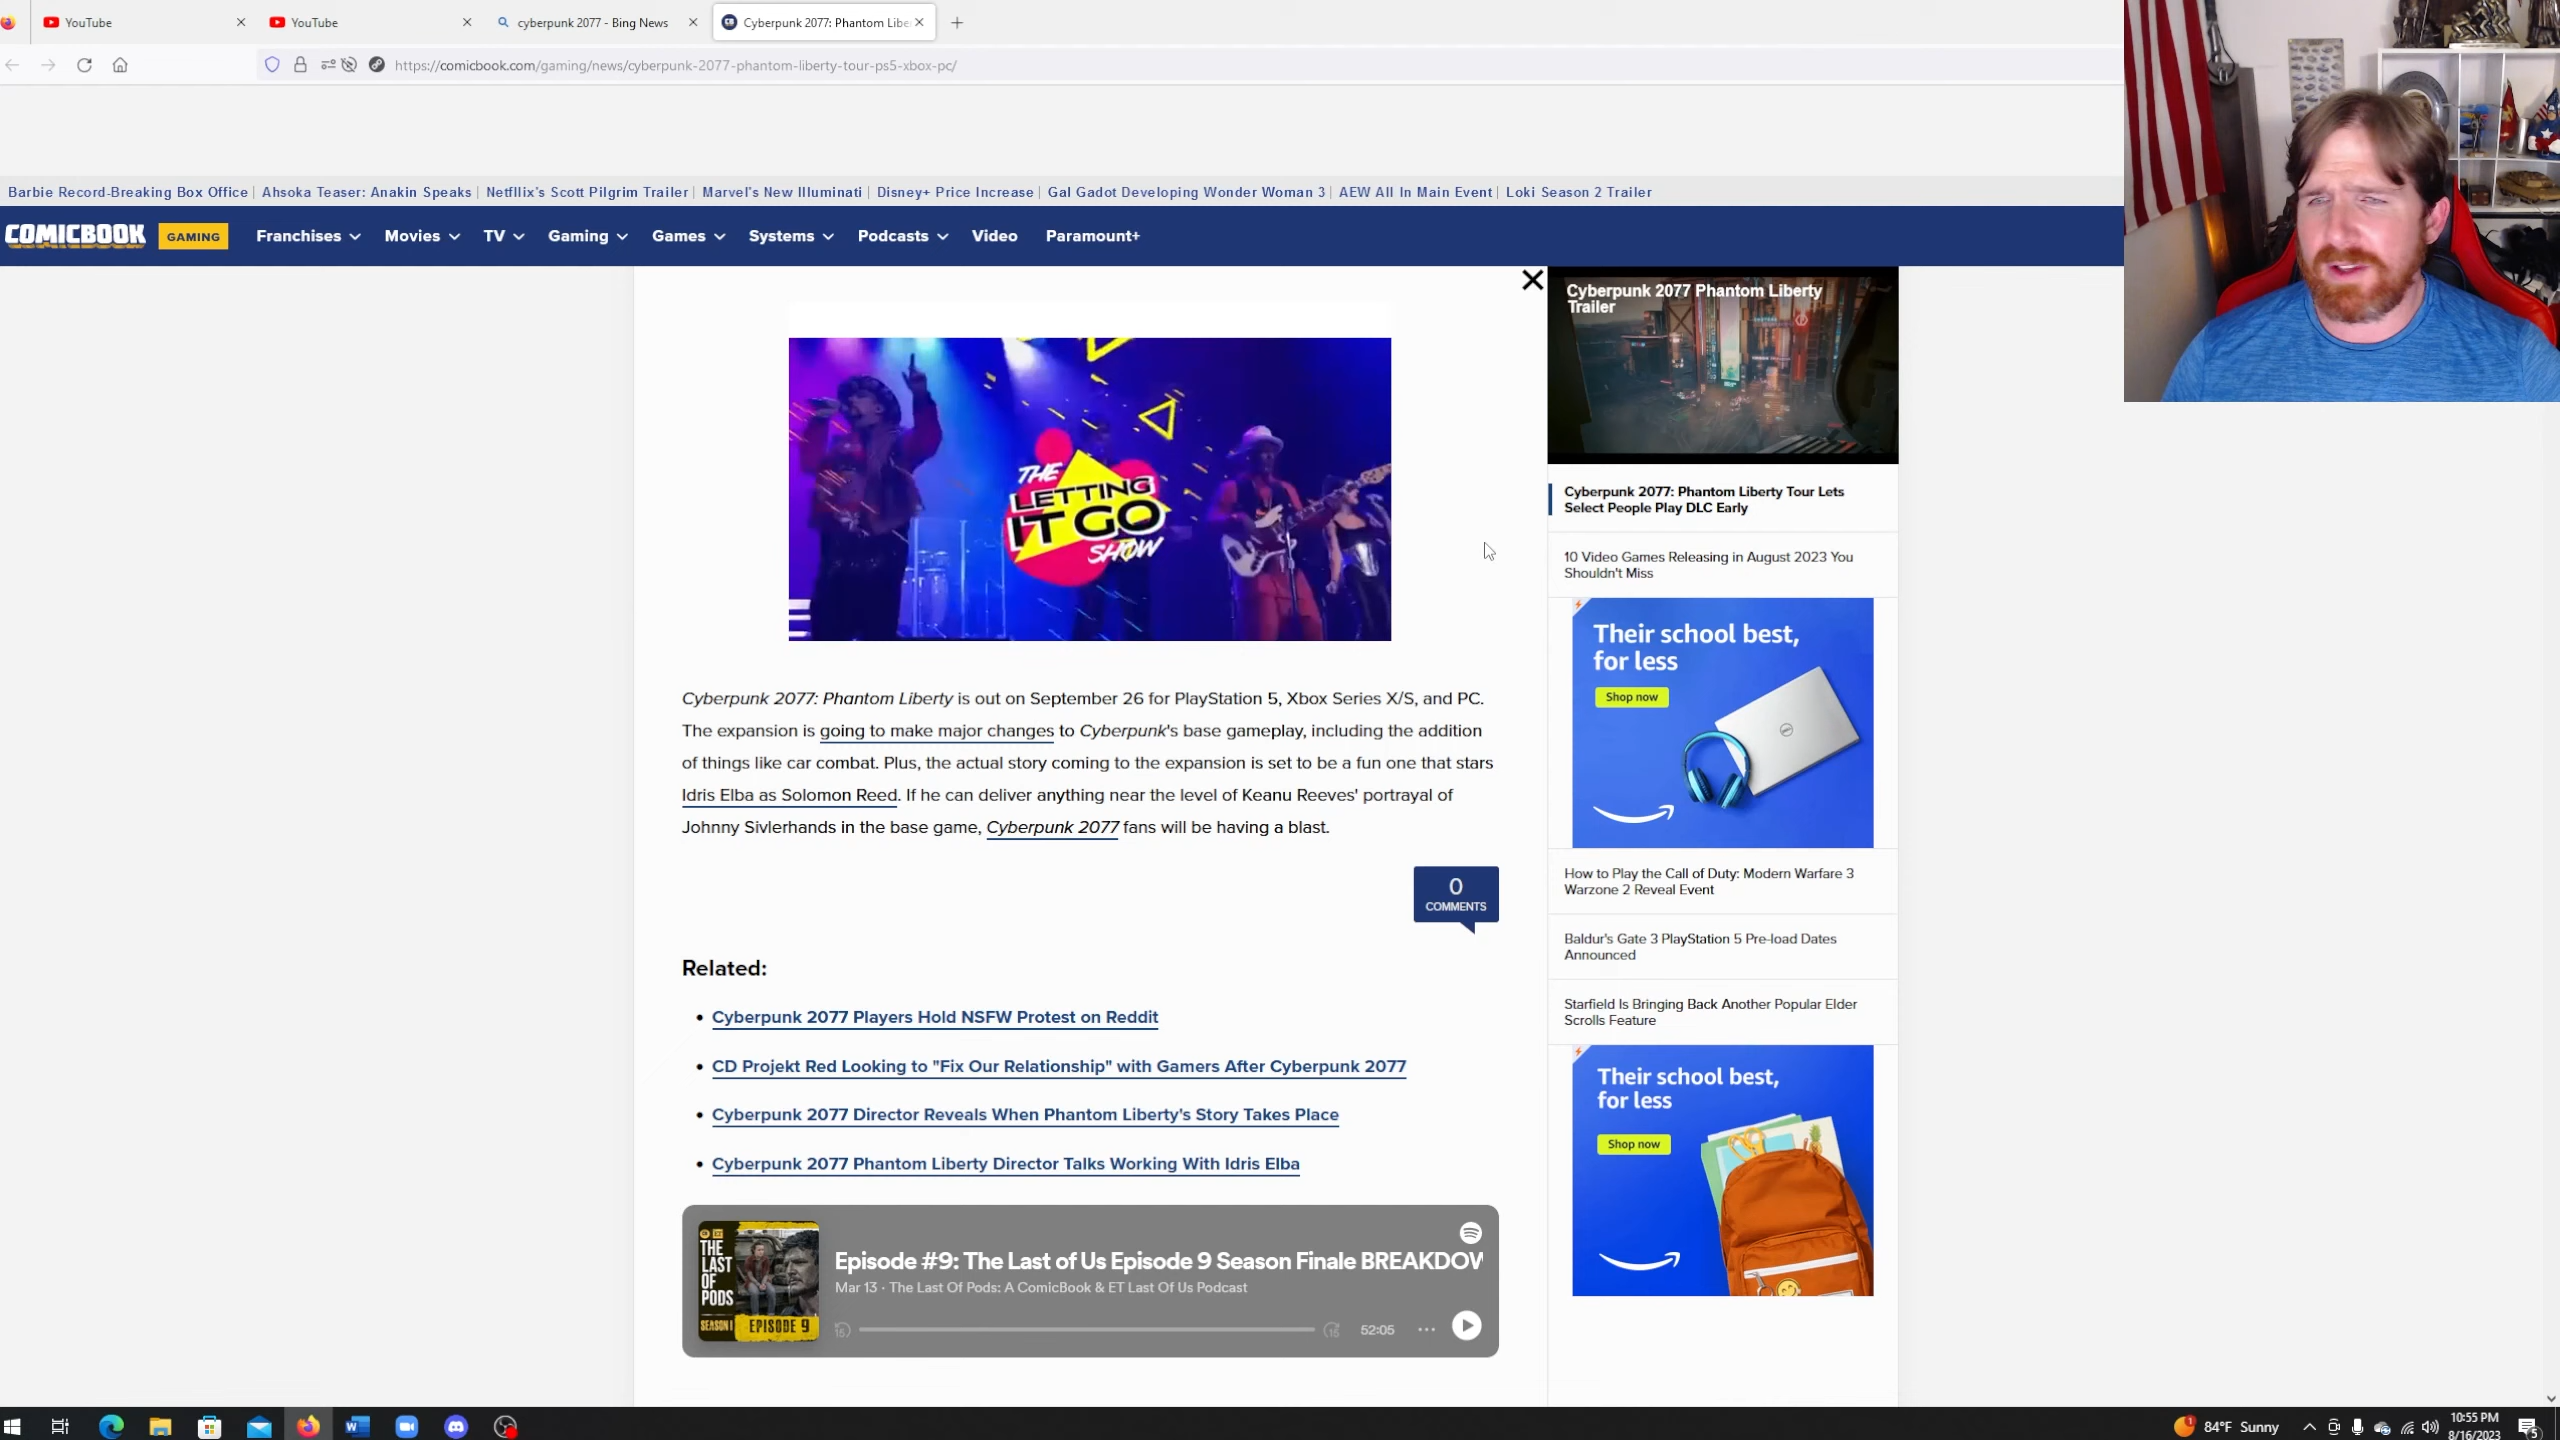 YouTube
YouTube
cyberpunk 2077 - Bing News
Cyberpunk 2077: Phantom Libe
https://comicbook.com/gaming/news/cyberpunk-2077-phantom-liberty-tour-ps5-xbox-pc/
Barbie Record-Breaking Box Office | Ahsoka Teaser: Anakin Speaks | Netfllix's Scott Pilgrim Trailer | Marvel's New Illuminati | Disney+ Price Increase | Gal Gadot Developing Wonder Woman 3 | AEW All In Main Event | Loki Season 2 Trailer
COMICBOOK GAMING Franchises Movies TV Gaming Games Systems Podcasts Video Paramount+
THE
LETTING
IT GO
SHOW
Cyberpunk 2077: Phantom Liberty is out on September 26 for PlayStation 5, Xbox Series X/S, and PC.
The expansion is going to make major changes to Cyberpunk's base gameplay, including the addition
of things like car combat. Plus, the actual story coming to the expansion is set to be a fun one that stars
Idris Elba as Solomon Reed. If he can deliver anything near the level of Keanu Reeves' portrayal of
Johnny Sivlerhands in the base game, Cyberpunk 2077 fans will be having a blast.
0
COMMENTS
Related:
• Cyberpunk 2077 Players Hold NSFW Protest on Reddit
• CD Projekt Red Looking to "Fix Our Relationship" with Gamers After Cyberpunk 2077
• Cyberpunk 2077 Director Reveals When Phantom Liberty's Story Takes Place
• Cyberpunk 2077 Phantom Liberty Director Talks Working With Idris Elba
THE
LAST
OF
PODS
SEASON 1
EPISODE 9
Episode #9: The Last of Us Episode 9 Season Finale BREAKDOW
Mar 13 · The Last Of Pods: A ComicBook & ET Last Of Us Podcast
15
15
52:05
Cyberpunk 2077 Phantom Liberty
Trailer
Cyberpunk 2077: Phantom Liberty Tour Lets
Select People Play DLC Early
10 Video Games Releasing in August 2023 You
Shouldn't Miss
Their school best,
for less
Shop now
How to Play the Call of Duty: Modern Warfare 3
Warzone 2 Reveal Event
Baldur's Gate 3 PlayStation 5 Pre-load Dates
Announced
Starfield Is Bringing Back Another Popular Elder
Scrolls Feature
Their school best,
for less
Shop now
1
84°F Sunny
10:55 PM
8/16/2023
5